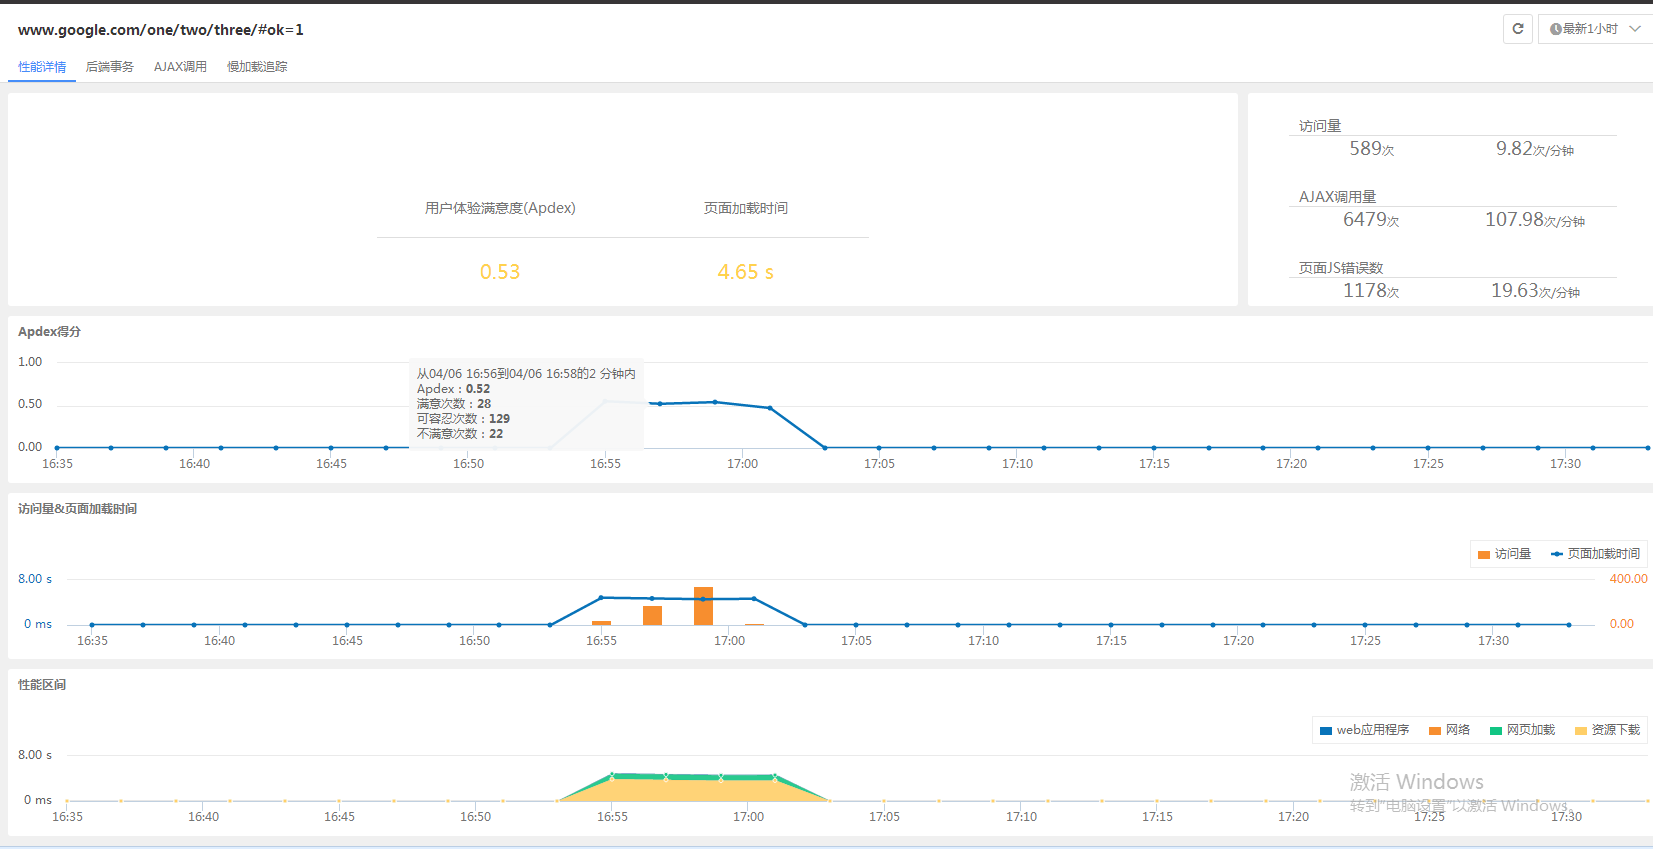 www.google.com/one/two/three/#ok=1
最新1小时
性能详情 后端事务 AJAX调用 慢加载追踪
用户体验满意度(Apdex) 页面加载时间
0.53 4.65 s
访问量
589次 9.82次/分钟
AJAX调用量
6479次 107.98次/分钟
页面JS错误数
1178次 19.63次/分钟
Apdex得分
1.00
0.50
0.00
从04/06 16:56到04/06 16:58的2 分钟内
Apdex：0.52
满意次数：28
可容忍次数：129
不满意次数：22
16:35 16:40 16:45 16:50 16:55 17:00 17:05 17:10 17:15 17:20 17:25 17:30
访问量&页面加载时间
访问量 页面加载时间
8.00 s 400.00
0 ms 0.00
16:35 16:40 16:45 16:50 16:55 17:00 17:05 17:10 17:15 17:20 17:25 17:30
性能区间
web应用程序 网络 网页加载 资源下载
8.00 s
0 ms
激活 Windows
转到"电脑设置"以激活 Windows。
16:35 16:40 16:45 16:50 16:55 17:00 17:05 17:10 17:15 17:20 17:25 17:30